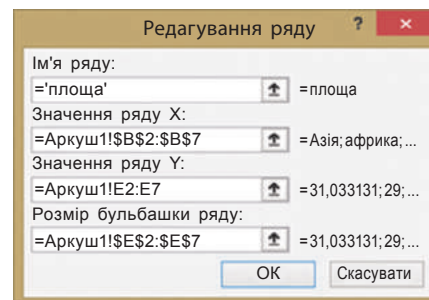 Редагування ряду ? ×
Ім'я ряду:
='площа' =площа
Значення ряду X:
=Аркуш1!$B$2:$B$7 =Азія; африка; ...
Значення ряду Y:
=Аркуш1!E2:E7 =31,033131; 29; ...
Розмір бульбашки ряду:
=Аркуш1!$E$2:$E$7 =31,033131; 29; ...
ОК Скасувати